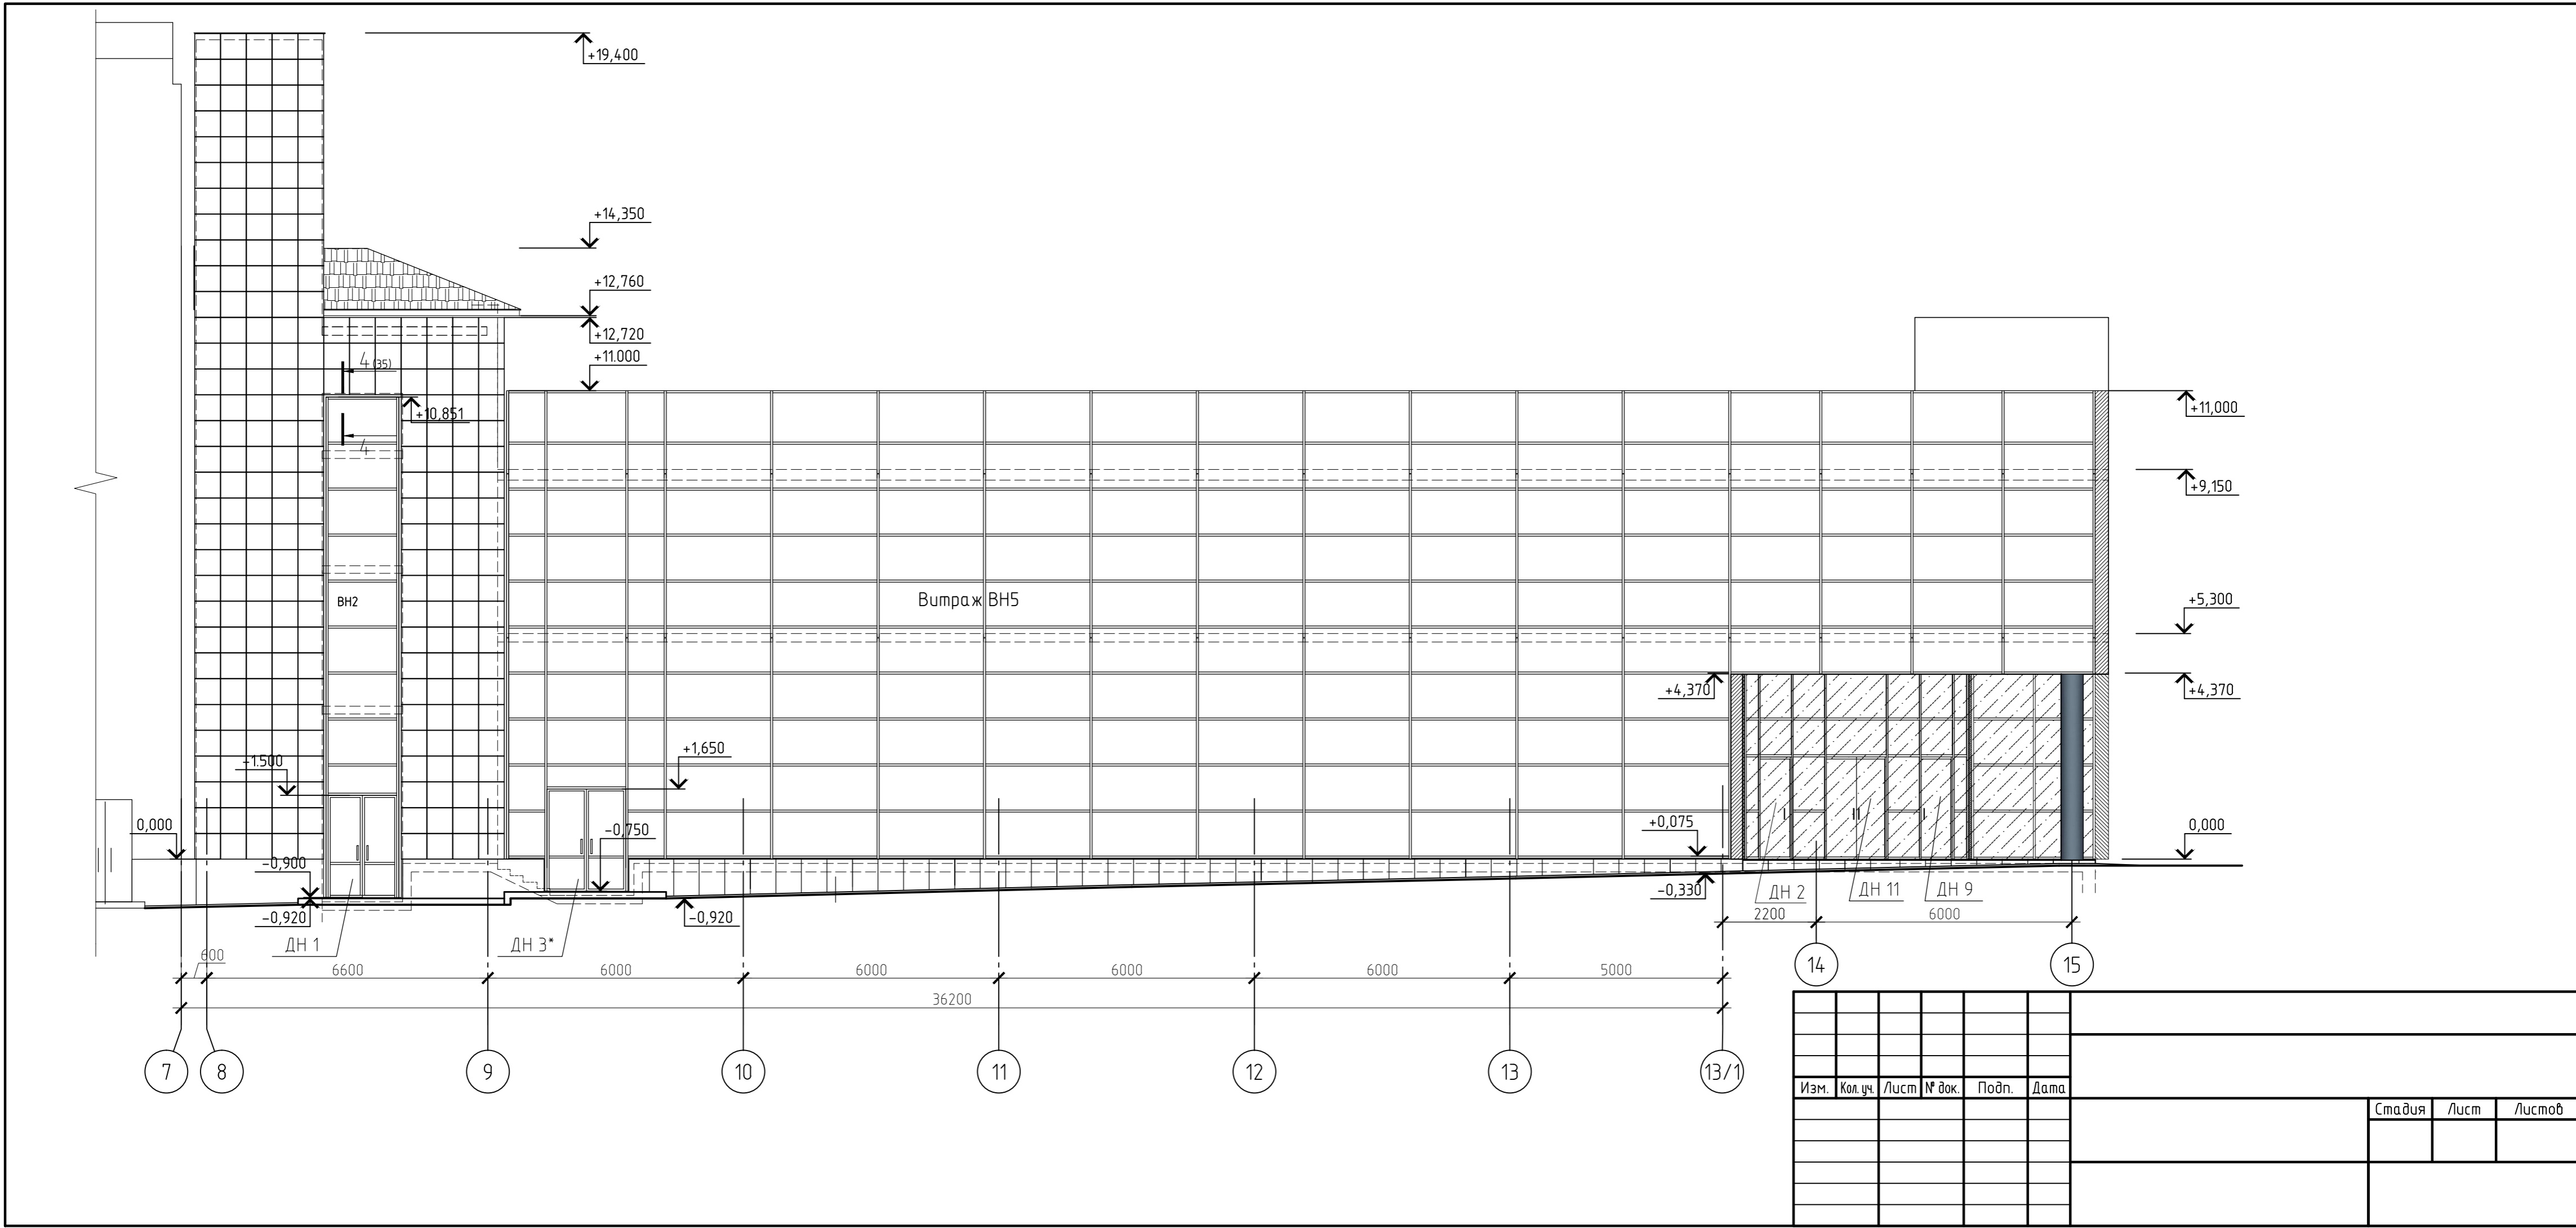 +19,400
+14,350
+12,760
+12,720
+11.000
4 (35)
+10,851
4
+11,000
+9,150
ВН2
Витраж ВН5
+5,300
+4,370
+4,370
-1.500
+1,650
0,000
-0,750
+0,075
0,000
-0,900
-0,920
-0,920
-0,330
ДН 2
ДН 11
ДН 9
2200
6000
ДН 1
ДН 3*
600
6600
6000
6000
6000
6000
5000
14
15
36200
7
8
9
10
11
12
13
13/1
Изм.
Кол. уч.
Лист
№ док.
Подп.
Дата
Стадия
Лист
Листов